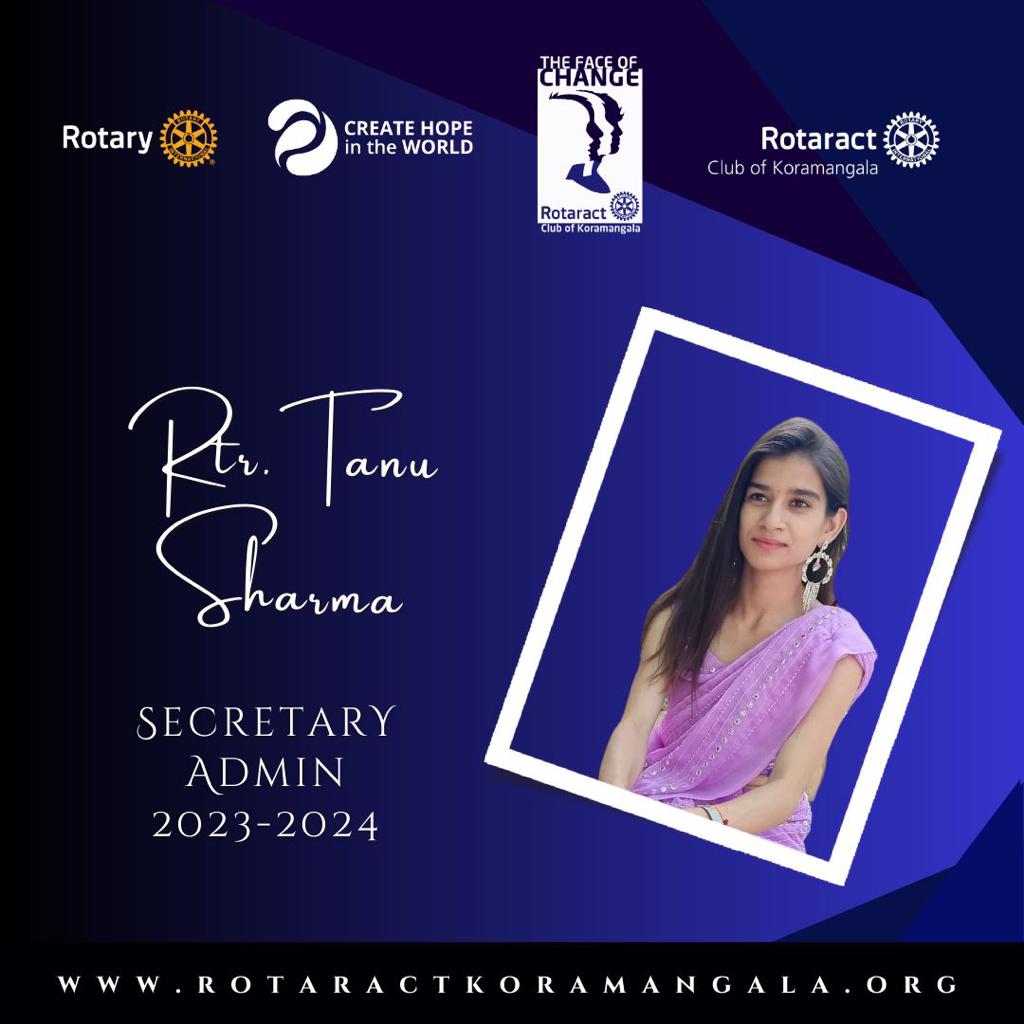 Rotary
CREATE HOPE
in the WORLD
THE FACE OF
CHANGE
Rotaract
Club of Koramangala
Rotaract
Club of Koramangala
Rtr. Tanu
Sharma
SECRETARY
ADMIN
2023-2024
WWW.ROTARACTKORAMANGALA.ORG